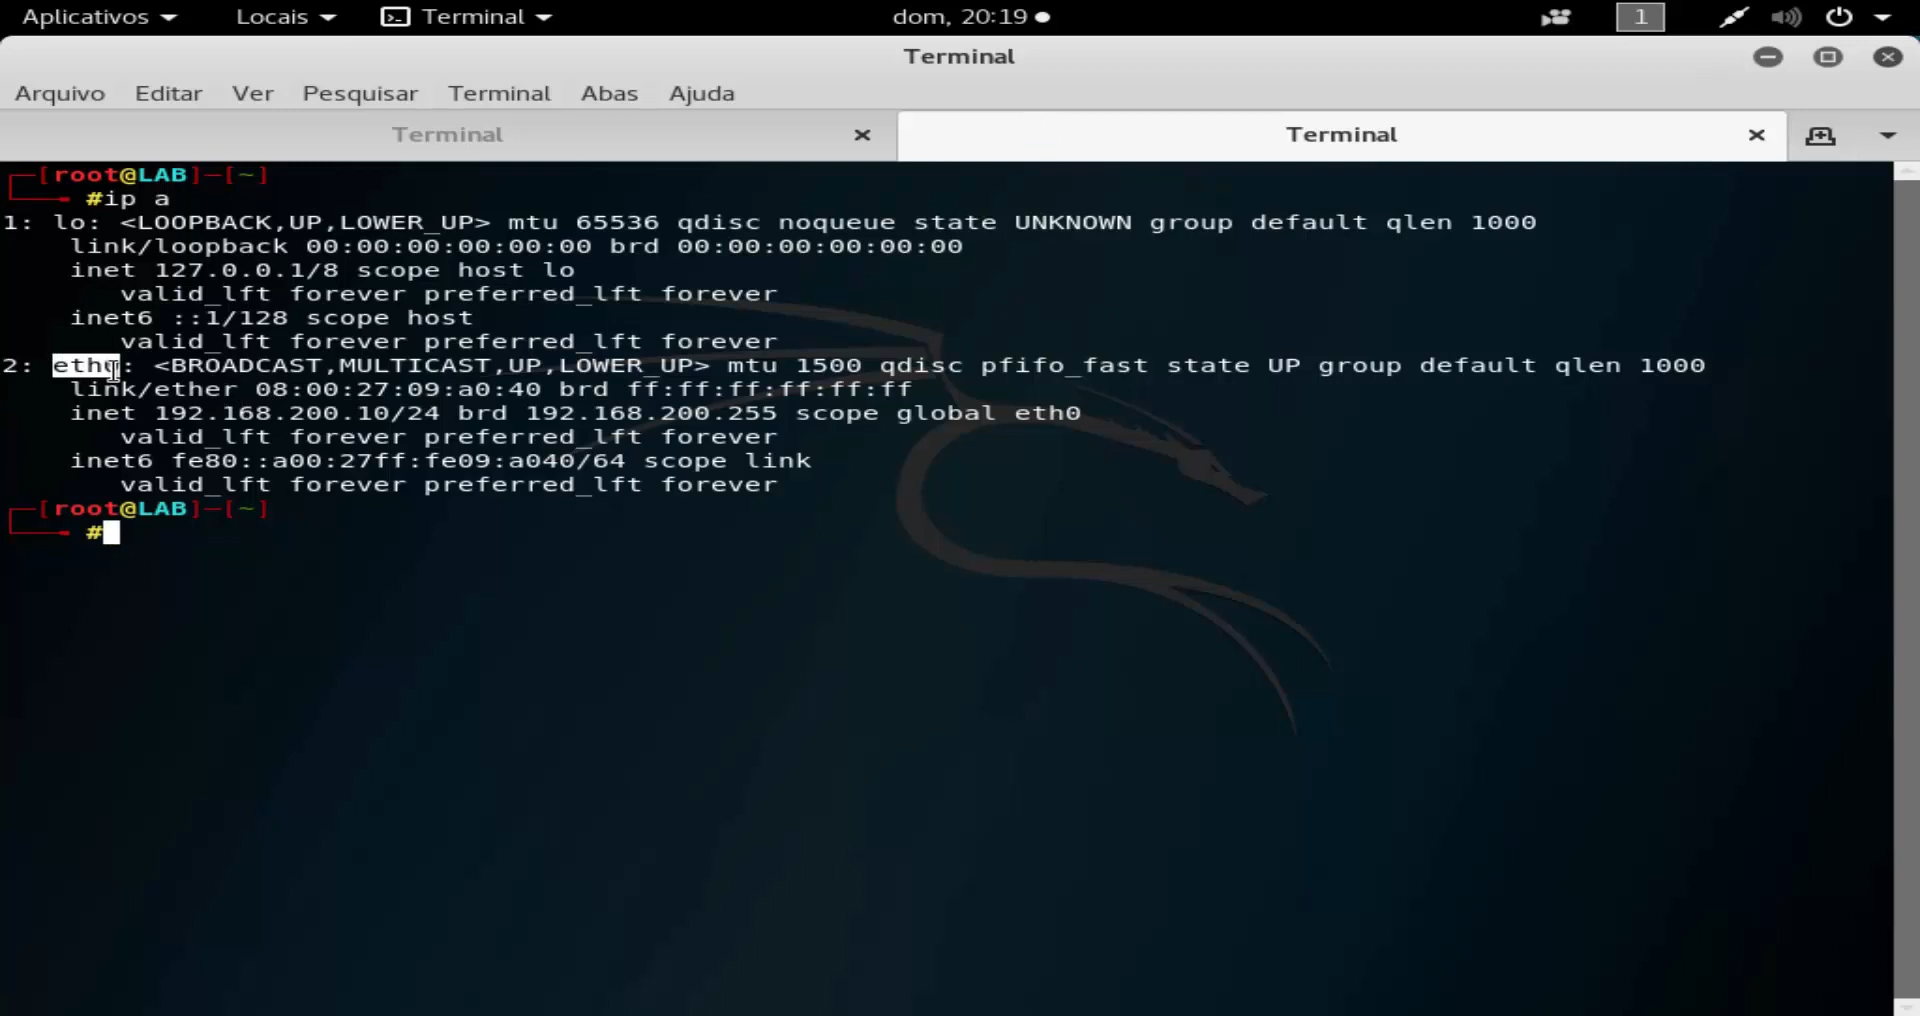 Aplicativos Locais Terminal dom, 20:19 1
Terminal
Arquivo Editar Ver Pesquisar Terminal Abas Ajuda
Terminal Terminal
[root@LAB]─[~]
#ip a
1: lo: <LOOPBACK,UP,LOWER_UP> mtu 65536 qdisc noqueue state UNKNOWN group default qlen 1000
link/loopback 00:00:00:00:00:00 brd 00:00:00:00:00:00
inet 127.0.0.1/8 scope host lo
valid_lft forever preferred_lft forever
inet6 ::1/128 scope host
valid_lft forever preferred_lft forever
2: eth0: <BROADCAST,MULTICAST,UP,LOWER_UP> mtu 1500 qdisc pfifo_fast state UP group default qlen 1000
link/ether 08:00:27:09:a0:40 brd ff:ff:ff:ff:ff:ff
inet 192.168.200.10/24 brd 192.168.200.255 scope global eth0
valid_lft forever preferred_lft forever
inet6 fe80::a00:27ff:fe09:a040/64 scope link
valid_lft forever preferred_lft forever
[root@LAB]─[~]
#